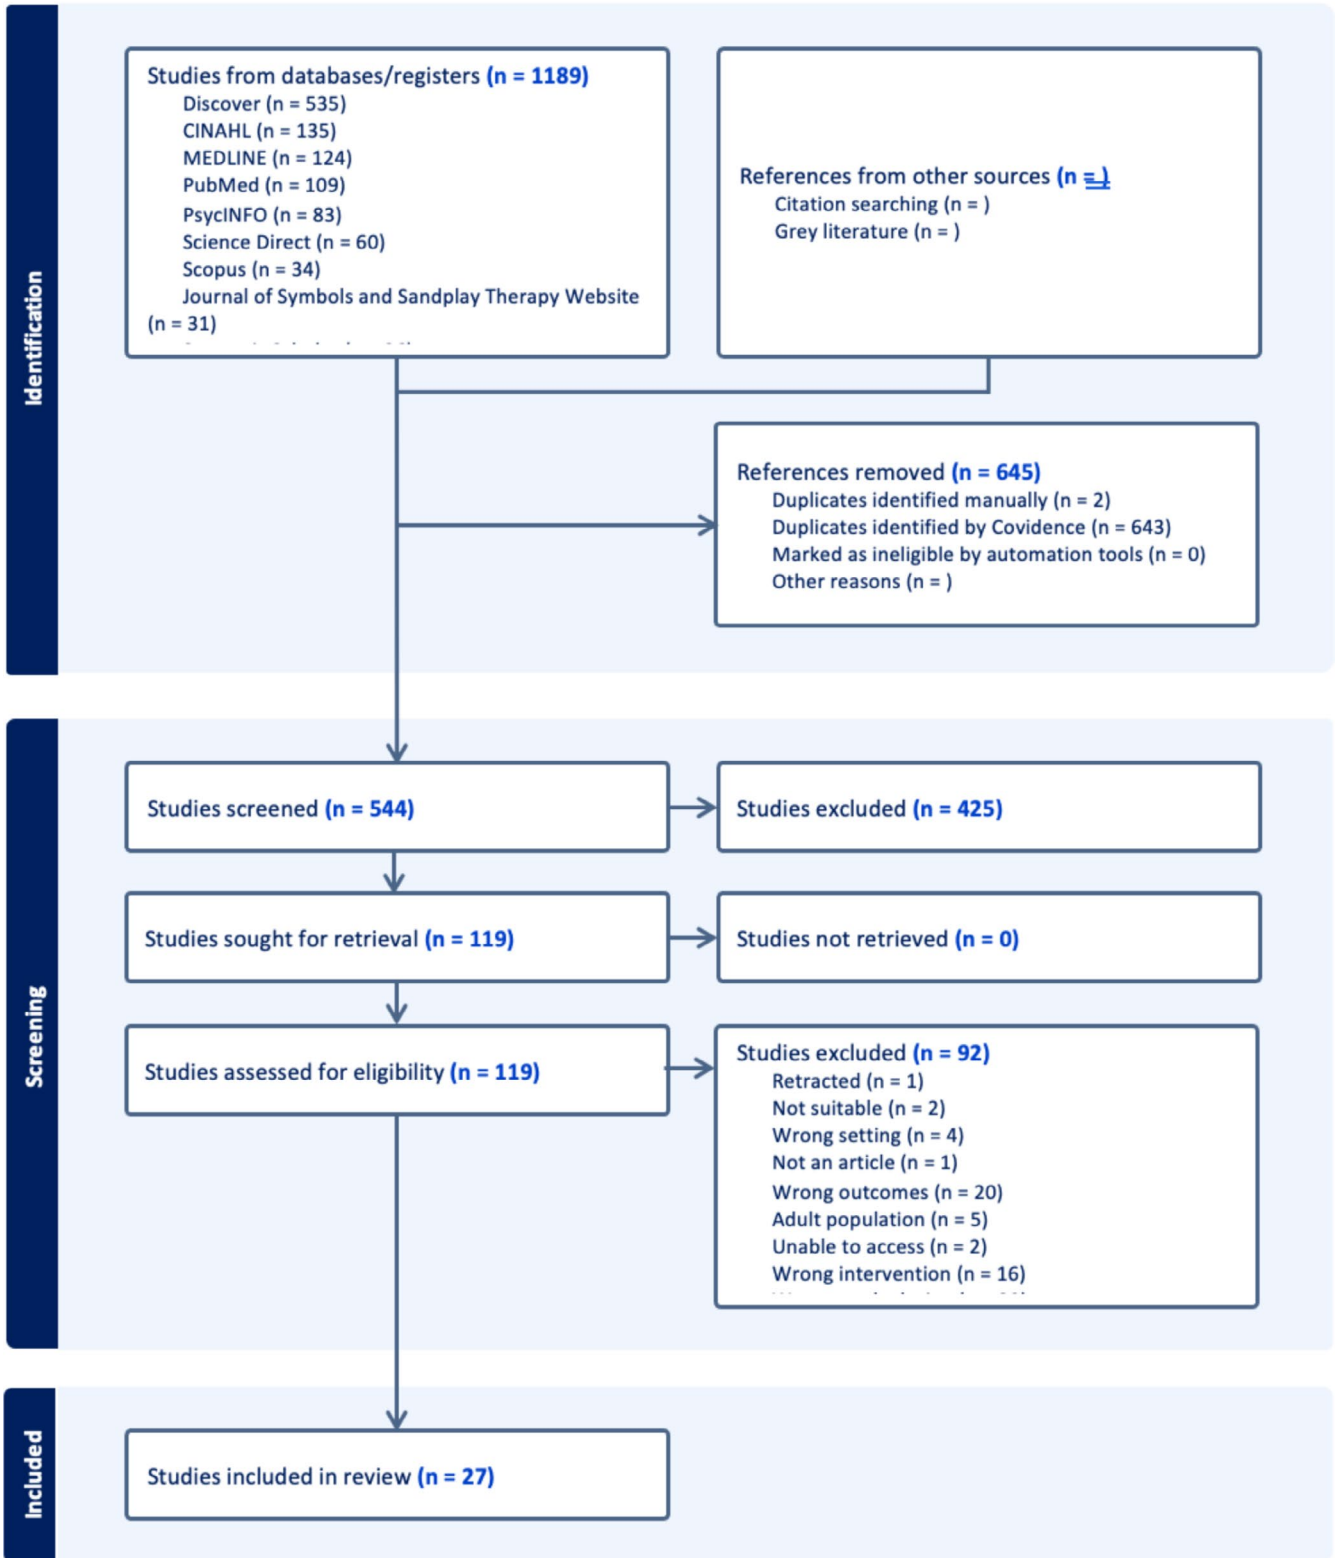 Identification
Studies from databases/registers (n = 1189)
Discover (n = 535)
CINAHL (n = 135)
MEDLINE (n = 124)
PubMed (n = 109)
PsycINFO (n = 83)
Science Direct (n = 60)
Scopus (n = 34)
Journal of Symbols and Sandplay Therapy Website
(n = 31)
References from other sources (n = )
Citation searching (n = )
Grey literature (n = )
References removed (n = 645)
Duplicates identified manually (n = 2)
Duplicates identified by Covidence (n = 643)
Marked as ineligible by automation tools (n = 0)
Other reasons (n = )
Screening
Studies screened (n = 544)
Studies excluded (n = 425)
Studies sought for retrieval (n = 119)
Studies not retrieved (n = 0)
Studies assessed for eligibility (n = 119)
Studies excluded (n = 92)
Retracted (n = 1)
Not suitable (n = 2)
Wrong setting (n = 4)
Not an article (n = 1)
Wrong outcomes (n = 20)
Adult population (n = 5)
Unable to access (n = 2)
Wrong intervention (n = 16)
Included
Studies included in review (n = 27)